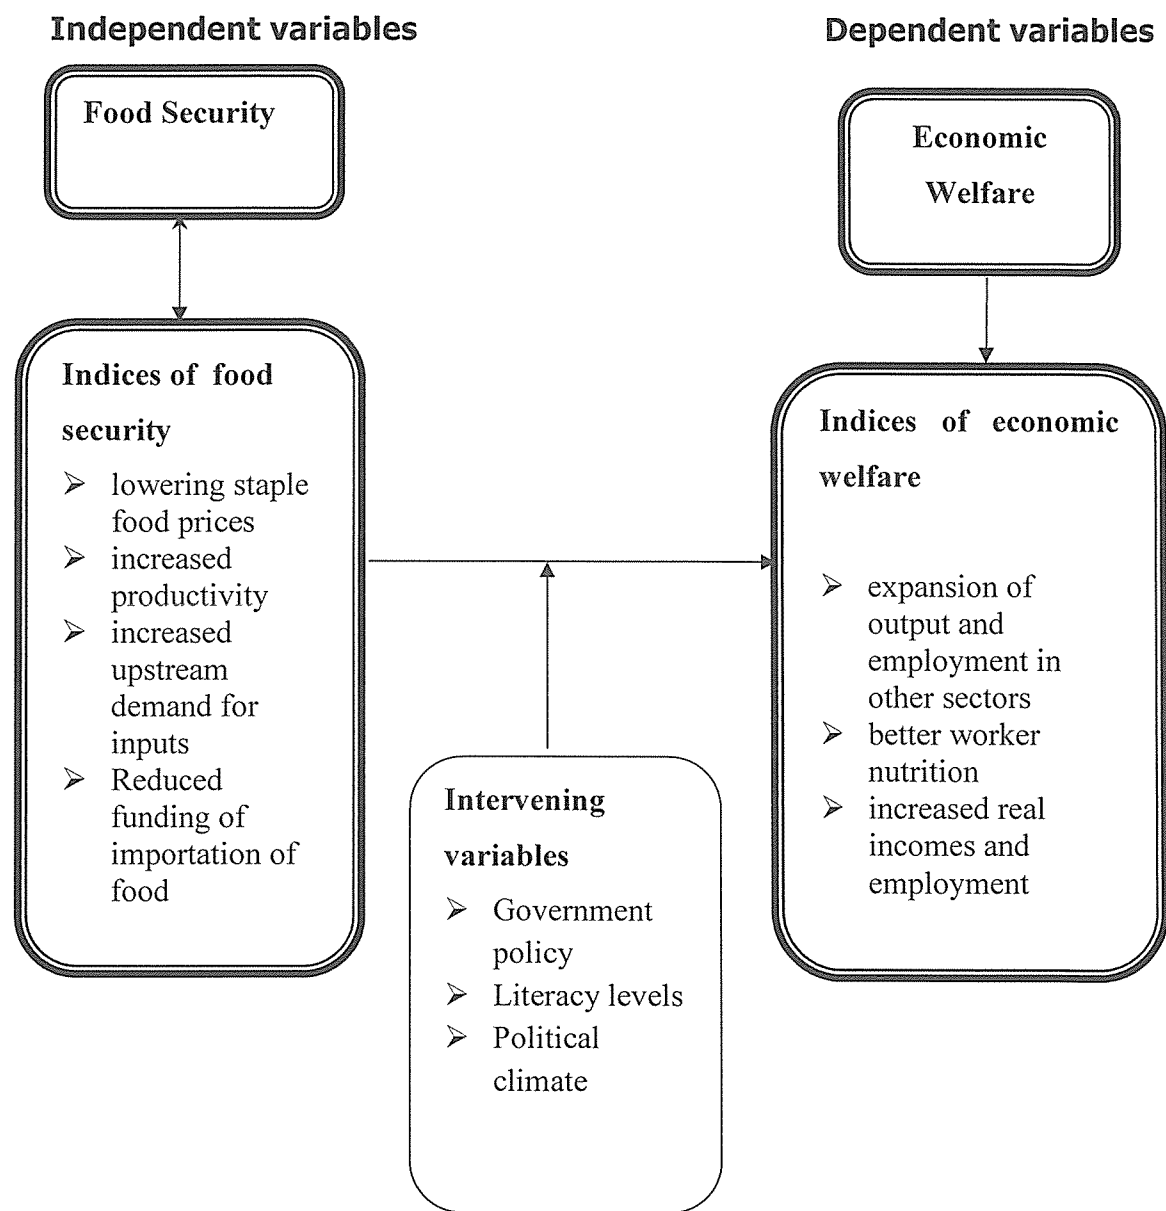 Independent variables
Dependent variables
Food Security
Economic
Welfare
Indices of food
security
➢ lowering staple
food prices
➢ increased
productivity
➢ increased
upstream
demand for
inputs
➢ Reduced
funding of
importation of
food
Indices of economic
welfare
➢ expansion of
output and
employment in
other sectors
➢ better worker
nutrition
➢ increased real
incomes and
employment
Intervening
variables
➢ Government
policy
➢ Literacy levels
➢ Political
climate